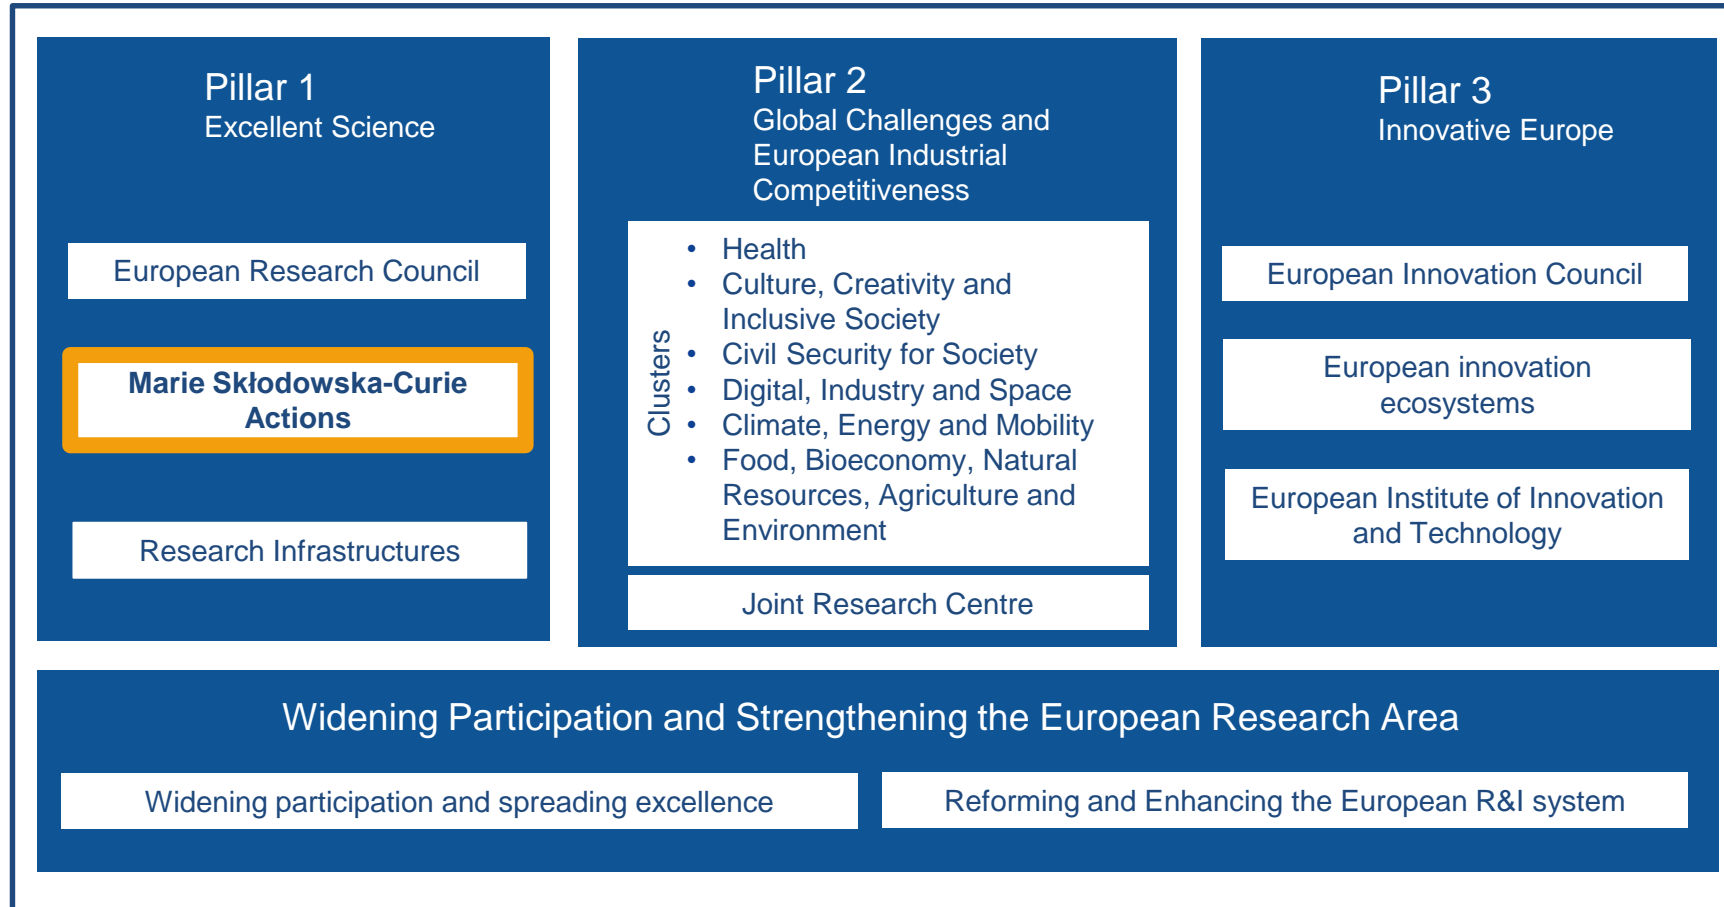 Pillar 1
Excellent Science
European Research Council
Marie Skłodowska-Curie
Actions
Research Infrastructures
Pillar 2
Global Challenges and
European Industrial
Competitiveness
Clusters
• Health
• Culture, Creativity and
Inclusive Society
• Civil Security for Society
• Digital, Industry and Space
• Climate, Energy and Mobility
• Food, Bioeconomy, Natural
Resources, Agriculture and
Environment
Joint Research Centre
Pillar 3
Innovative Europe
European Innovation Council
European innovation
ecosystems
European Institute of Innovation
and Technology
Widening Participation and Strengthening the European Research Area
Widening participation and spreading excellence
Reforming and Enhancing the European R&I system